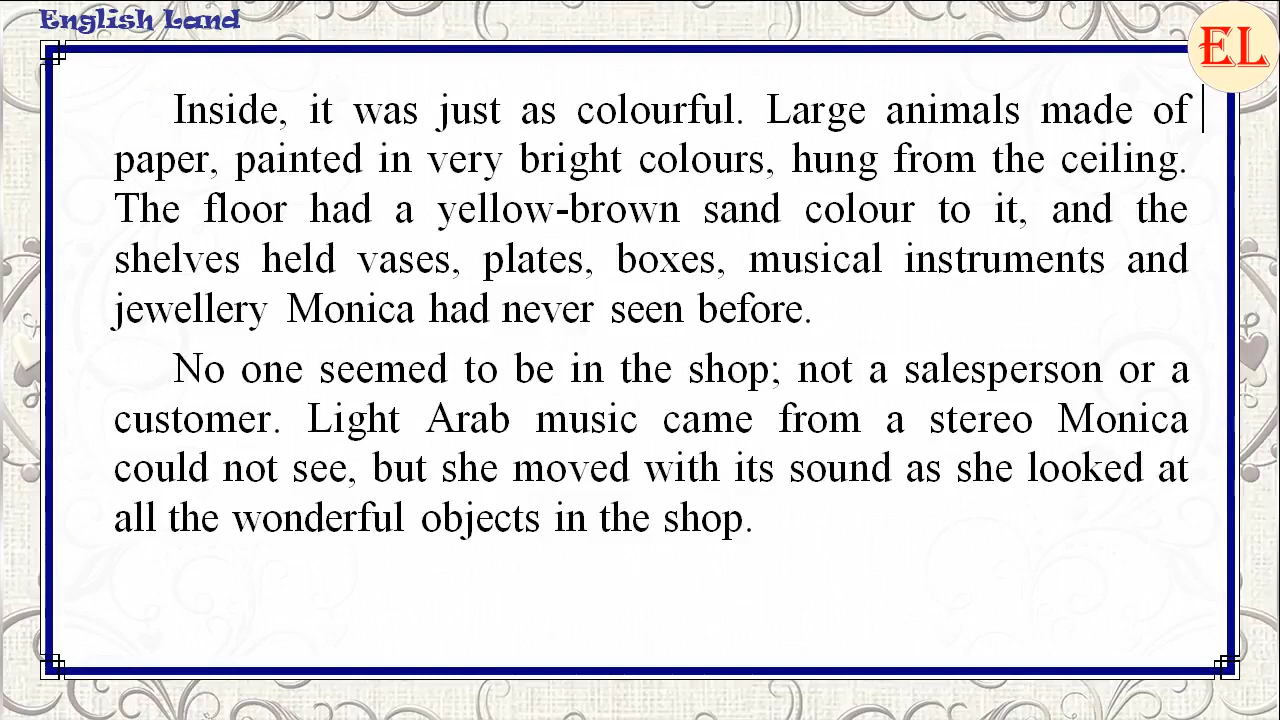 English Land
EL
Inside, it was just as colourful. Large animals made of
paper, painted in very bright colours, hung from the ceiling.
The floor had a yellow-brown sand colour to it, and the
shelves held vases, plates, boxes, musical instruments and
jewellery Monica had never seen before.
No one seemed to be in the shop; not a salesperson or a
customer. Light Arab music came from a stereo Monica
could not see, but she moved with its sound as she looked at
all the wonderful objects in the shop.